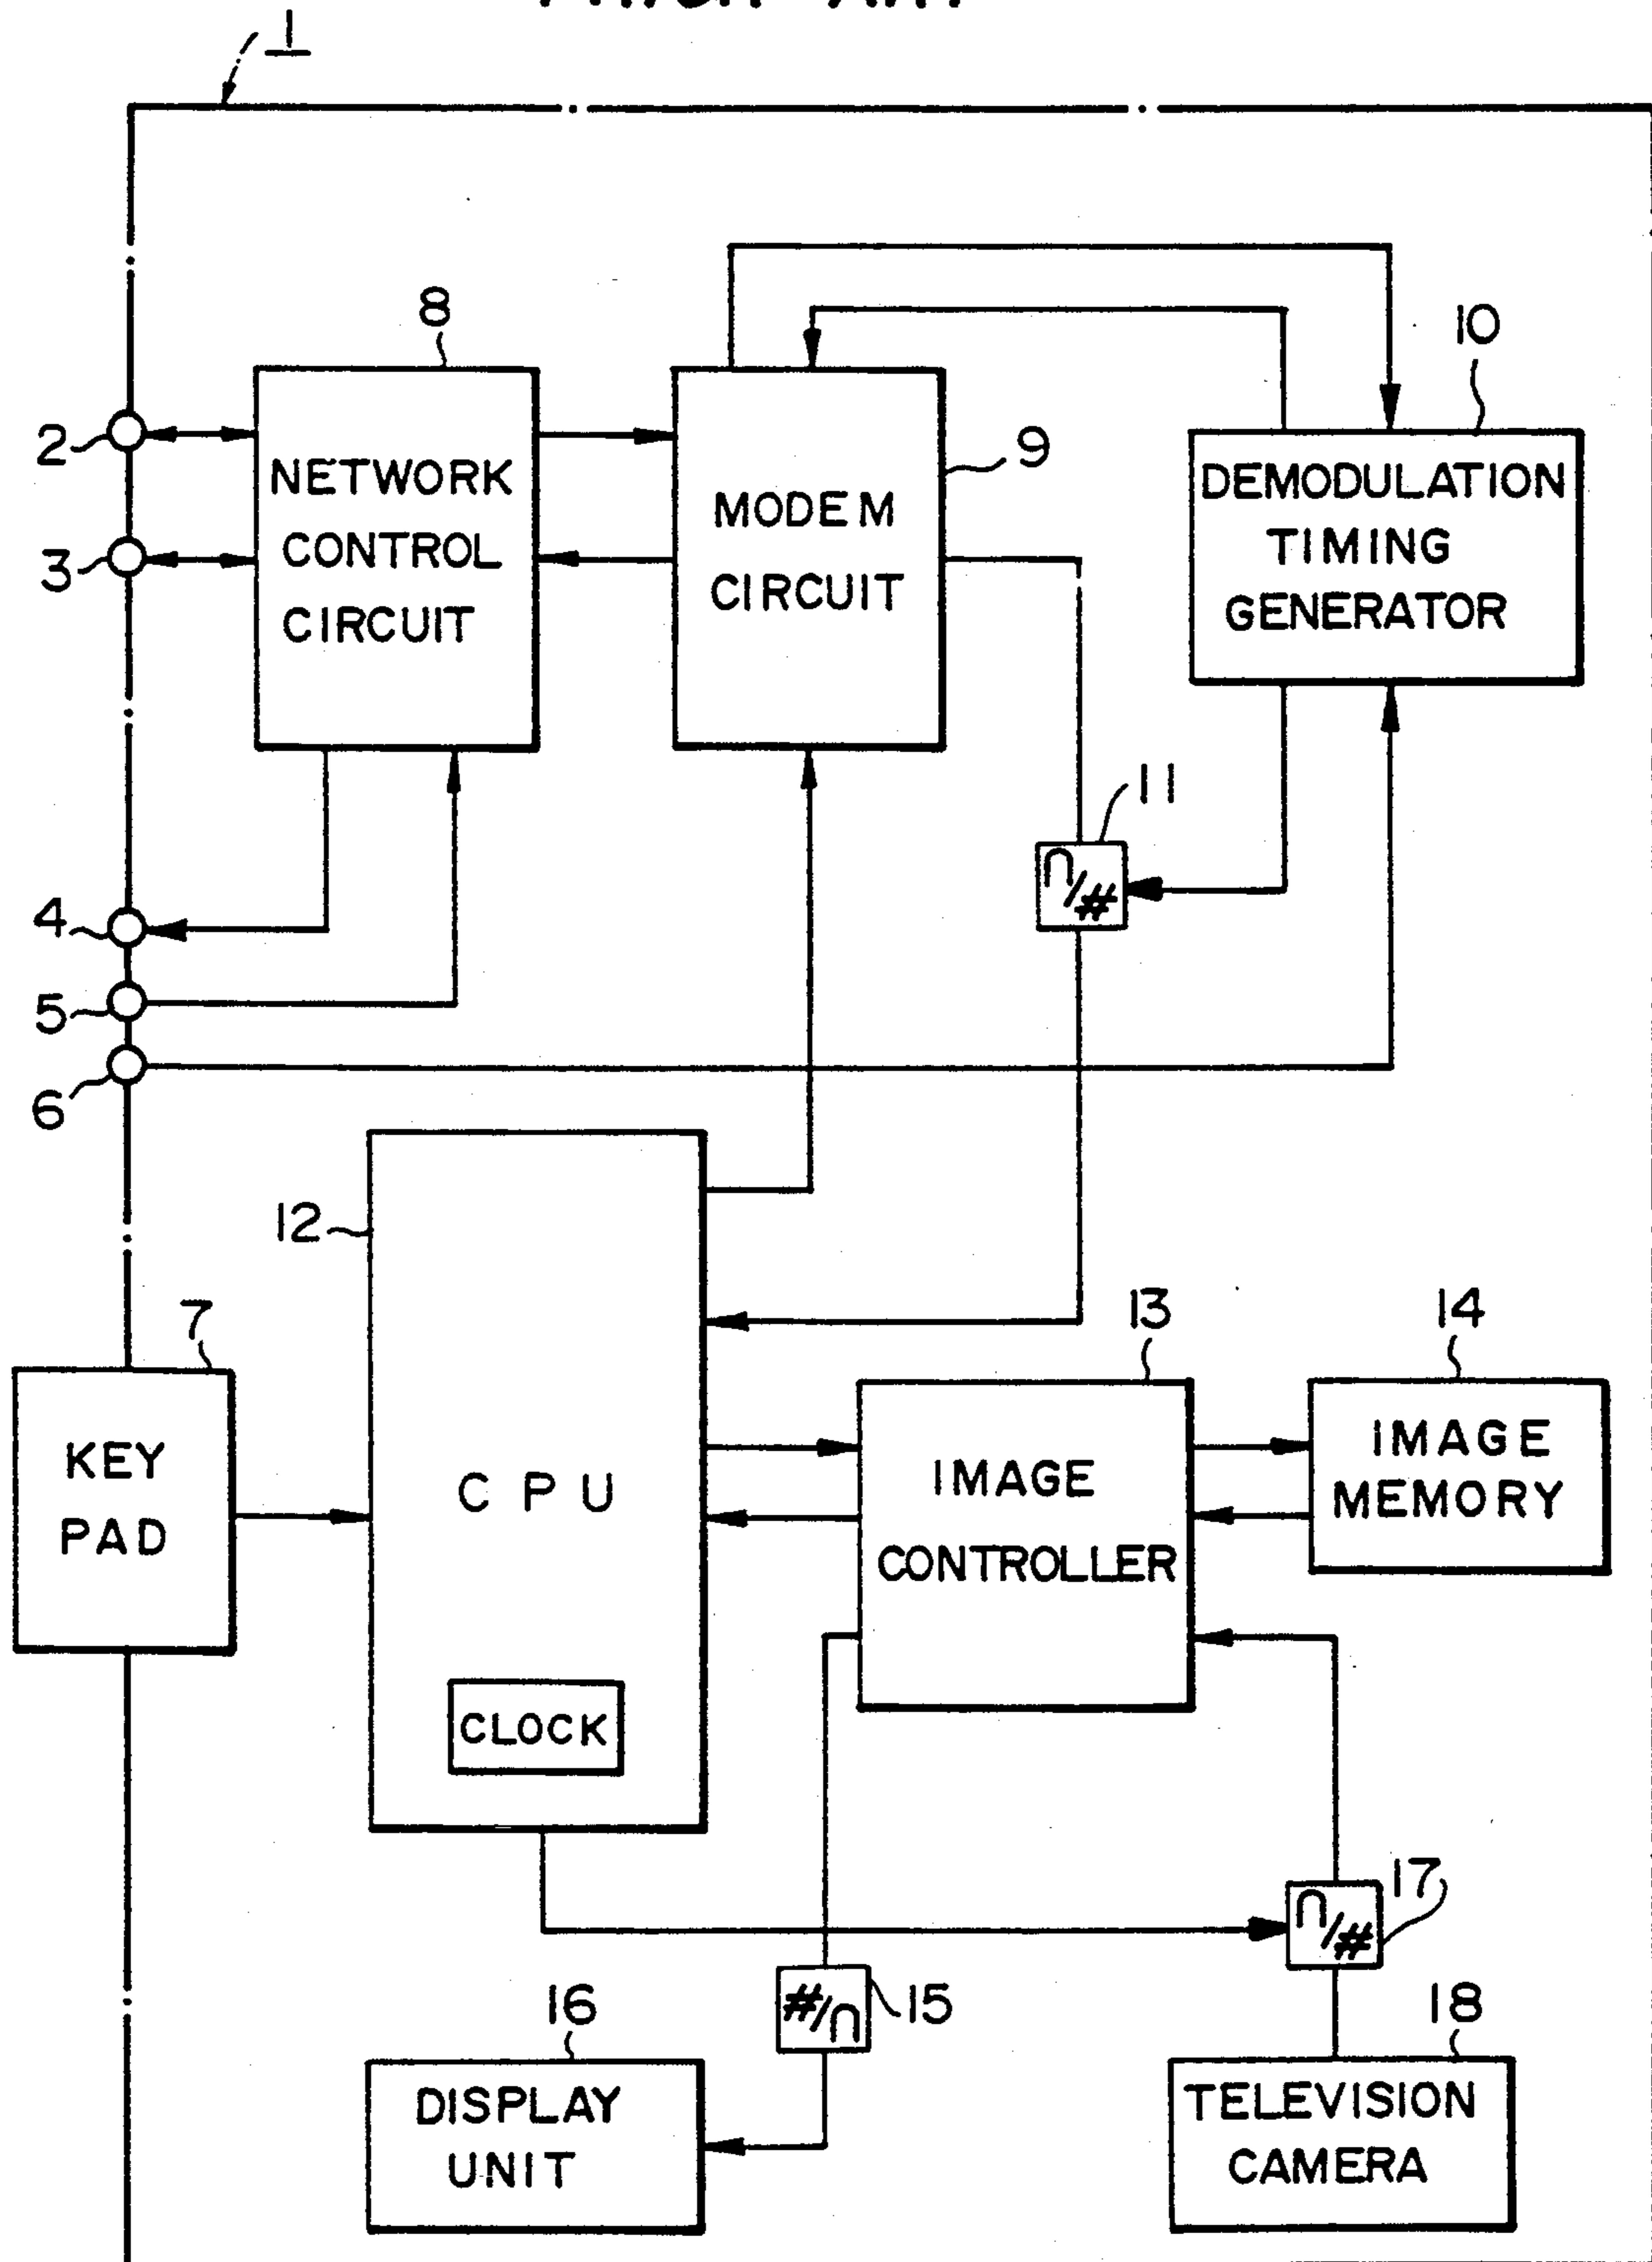 1
8
10
2
NETWORK
CONTROL
CIRCUIT
9
MODEM
CIRCUIT
DEMODULATION
TIMING
GENERATOR
3
11
∩/#
4
5
6
12
7
13
14
KEY
PAD
C P U
IMAGE
CONTROLLER
IMAGE
MEMORY
CLOCK
17
∩/#
16
#/∩
15
18
DISPLAY
UNIT
TELEVISION
CAMERA